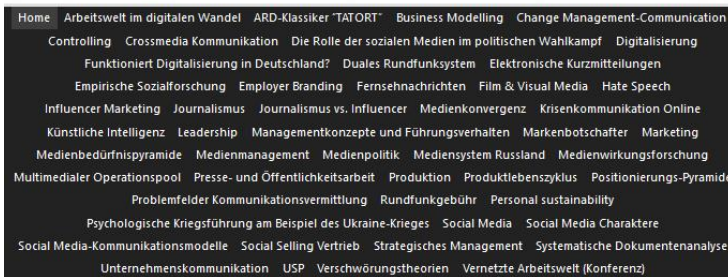 Home Arbeitswelt im digitalen Wandel ARD-Klassiker "TATORT" Business Modelling Change Management-Communication
Controlling Crossmedia Kommunikation Die Rolle der sozialen Medien im politischen Wahlkampf Digitalisierung
Funktioniert Digitalisierung in Deutschland? Duales Rundfunksystem Elektronische Kurzmitteilungen
Empirische Sozialforschung Employer Branding Fernsehnachrichten Film & Visual Media Hate Speech
Influencer Marketing Journalismus Journalismus vs. Influencer Medienkonvergenz Krisenkommunikation Online
Künstliche Intelligenz Leadership Managementkonzepte und Führungsverhalten Markenbotschafter Marketing
Medienbedürfnispyramide Medienmanagement Medienpolitik Mediensystem Russland Medienwirkungsforschung
Multimedialer Operationspool Presse- und Öffentlichkeitsarbeit Produktion Produktlebenszyklus Positionierungs-Pyramide
Problemfelder Kommunikationsvermittlung Rundfunkgebühr Personal sustainability
Psychologische Kriegsführung am Beispiel des Ukraine-Krieges Social Media Social Media Charaktere
Social Media-Kommunikationsmodelle Social Selling Vertrieb Strategisches Management Systematische Dokumentenanalyse
Unternehmenskommunikation USP Verschwörungstheorien Vernetzte Arbeitswelt (Konferenz)